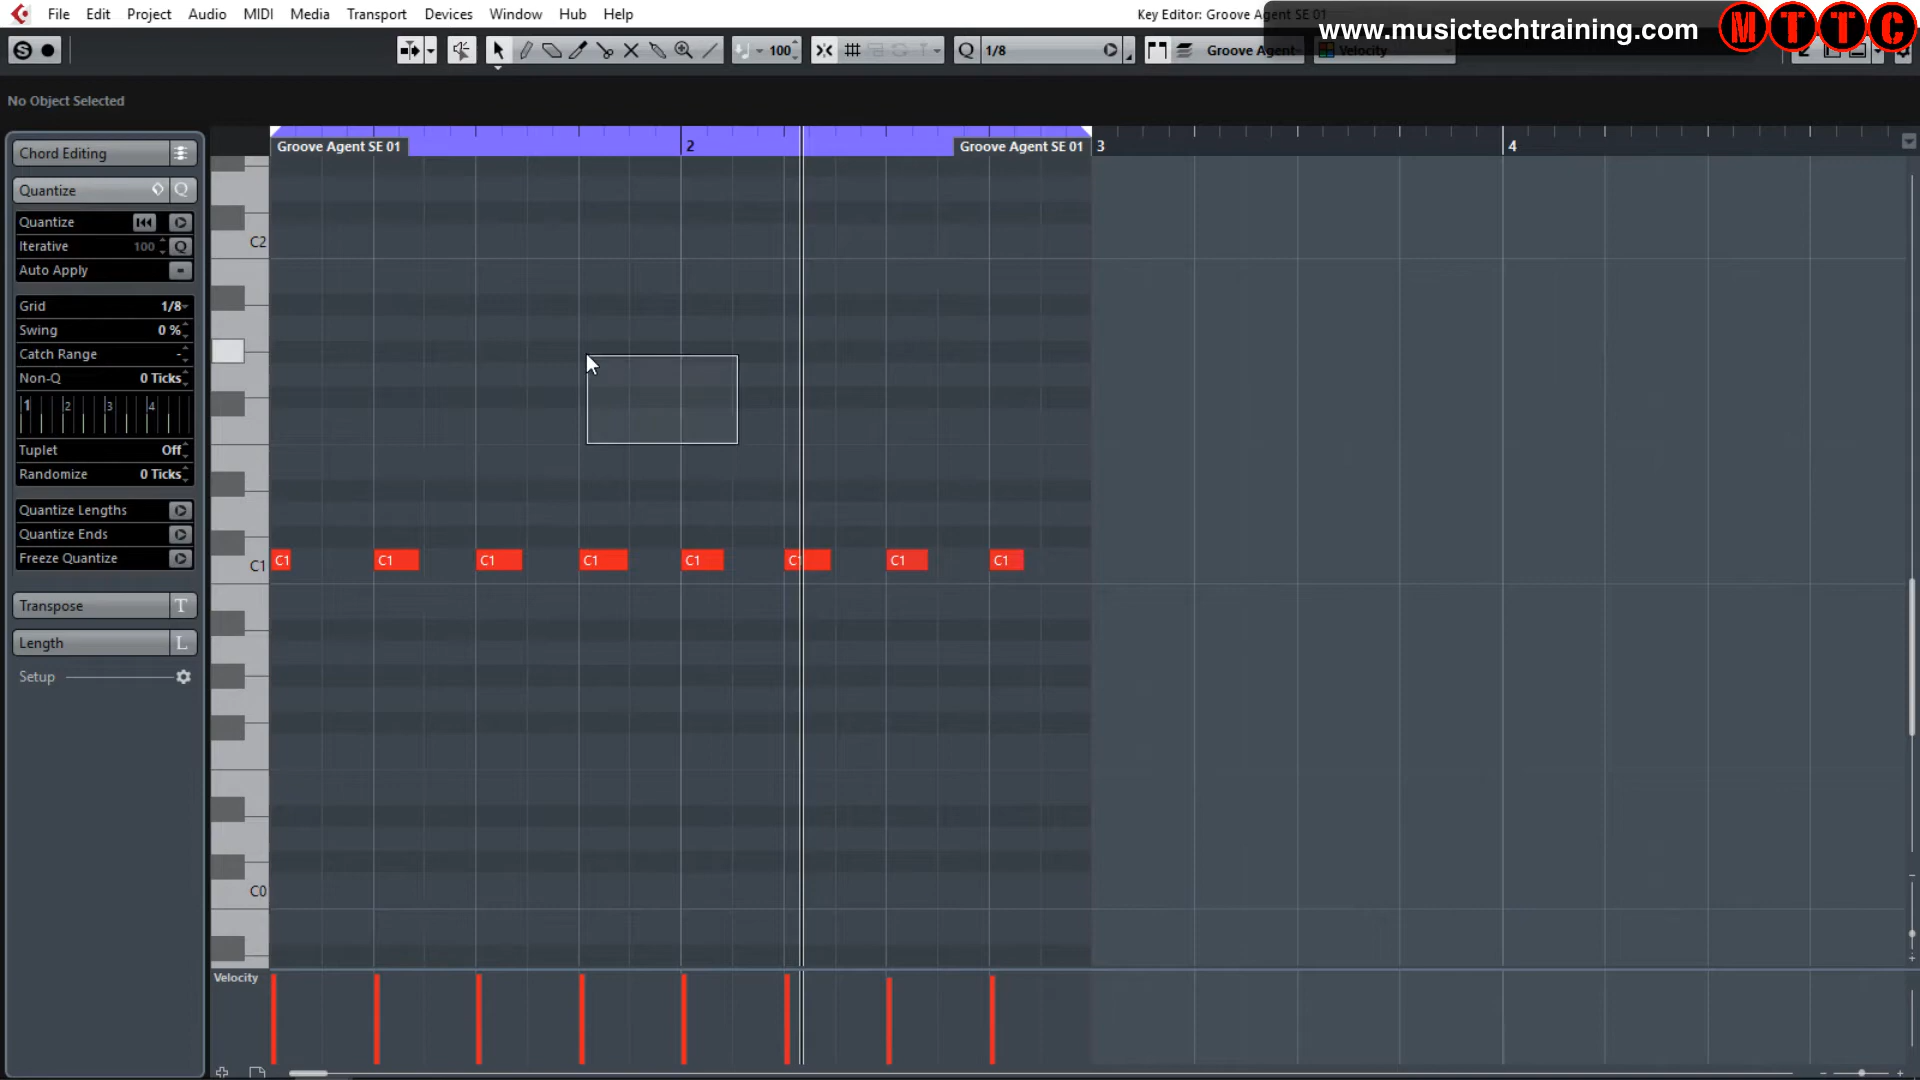 File Edit Project Audio MIDI Media Transport Devices Studio Window Hub Help
Key Editor: Groove Agent SE 01
www.musictechtraining.com MTTC
100 Q 1/8 Groove Agent Velocity
No Object Selected
Groove Agent SE 01 2 Groove Agent SE 01 3 4
Chord Editing
Quantize Q
Quantize
Iterative 100 Q
Auto Apply
Grid 1/8
Swing 0 %
Catch Range -
Non-Q 0 Ticks
1 2 3 4
Tuplet Off
Randomize 0 Ticks
Quantize Lengths
Quantize Ends
Freeze Quantize
Transpose T
Length L
Setup
C2
C1 C1 C1 C1 C1 C1 C1 C1 C1
C0
Velocity